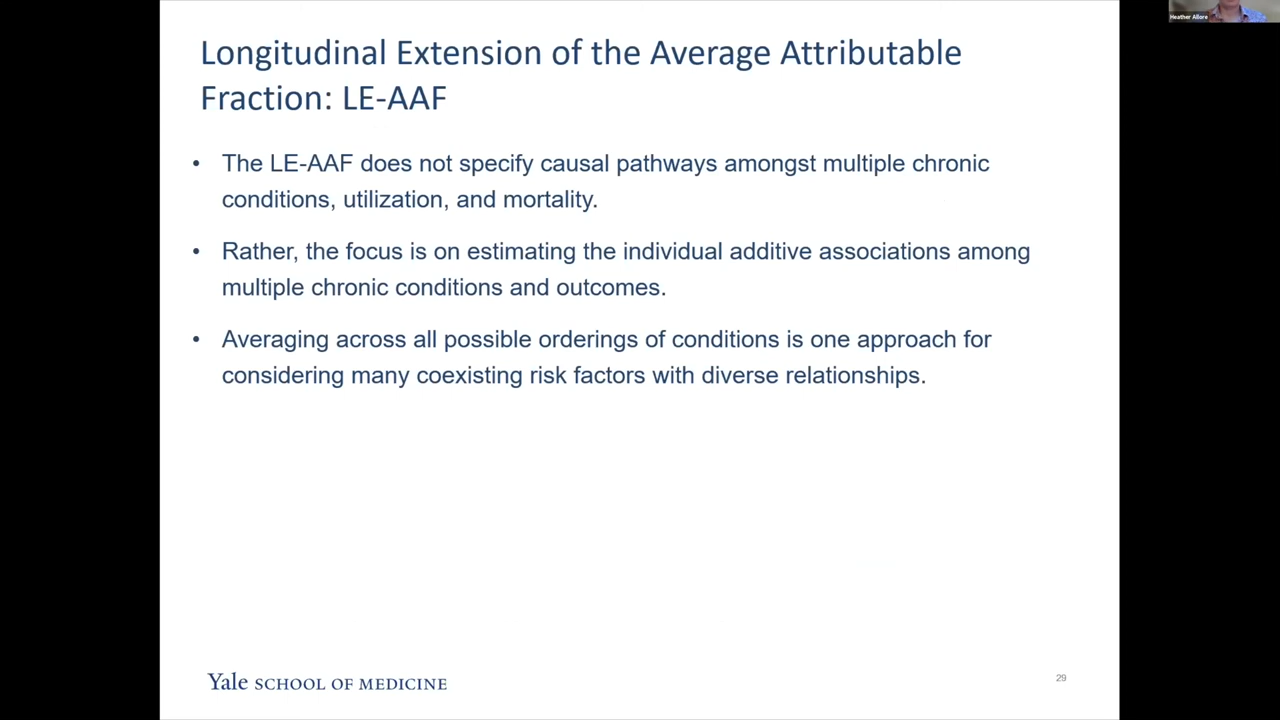 Heather Allore
Longitudinal Extension of the Average Attributable
Fraction: LE-AAF
• The LE-AAF does not specify causal pathways amongst multiple chronic
conditions, utilization, and mortality.
• Rather, the focus is on estimating the individual additive associations among
multiple chronic conditions and outcomes.
• Averaging across all possible orderings of conditions is one approach for
considering many coexisting risk factors with diverse relationships.
Yale SCHOOL OF MEDICINE
29